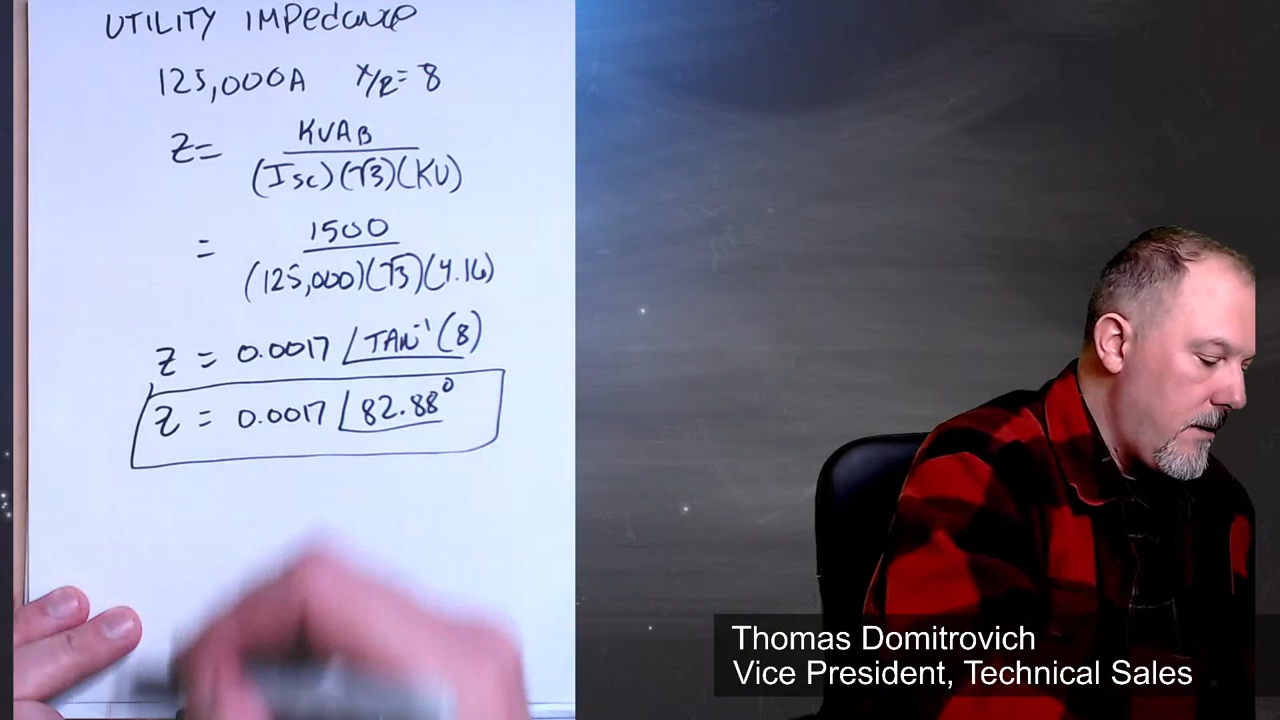 UTILITY IMPedance
125,000A X/R= 8
Z= KVAB
(Isc)(√3)(KV)
= 1500
(125,000)(√3)(4.16)
Z = 0.0017 ∠TAN⁻¹(8)
Z = 0.0017 ∠82.88°
Thomas Domitrovich
Vice President, Technical Sales